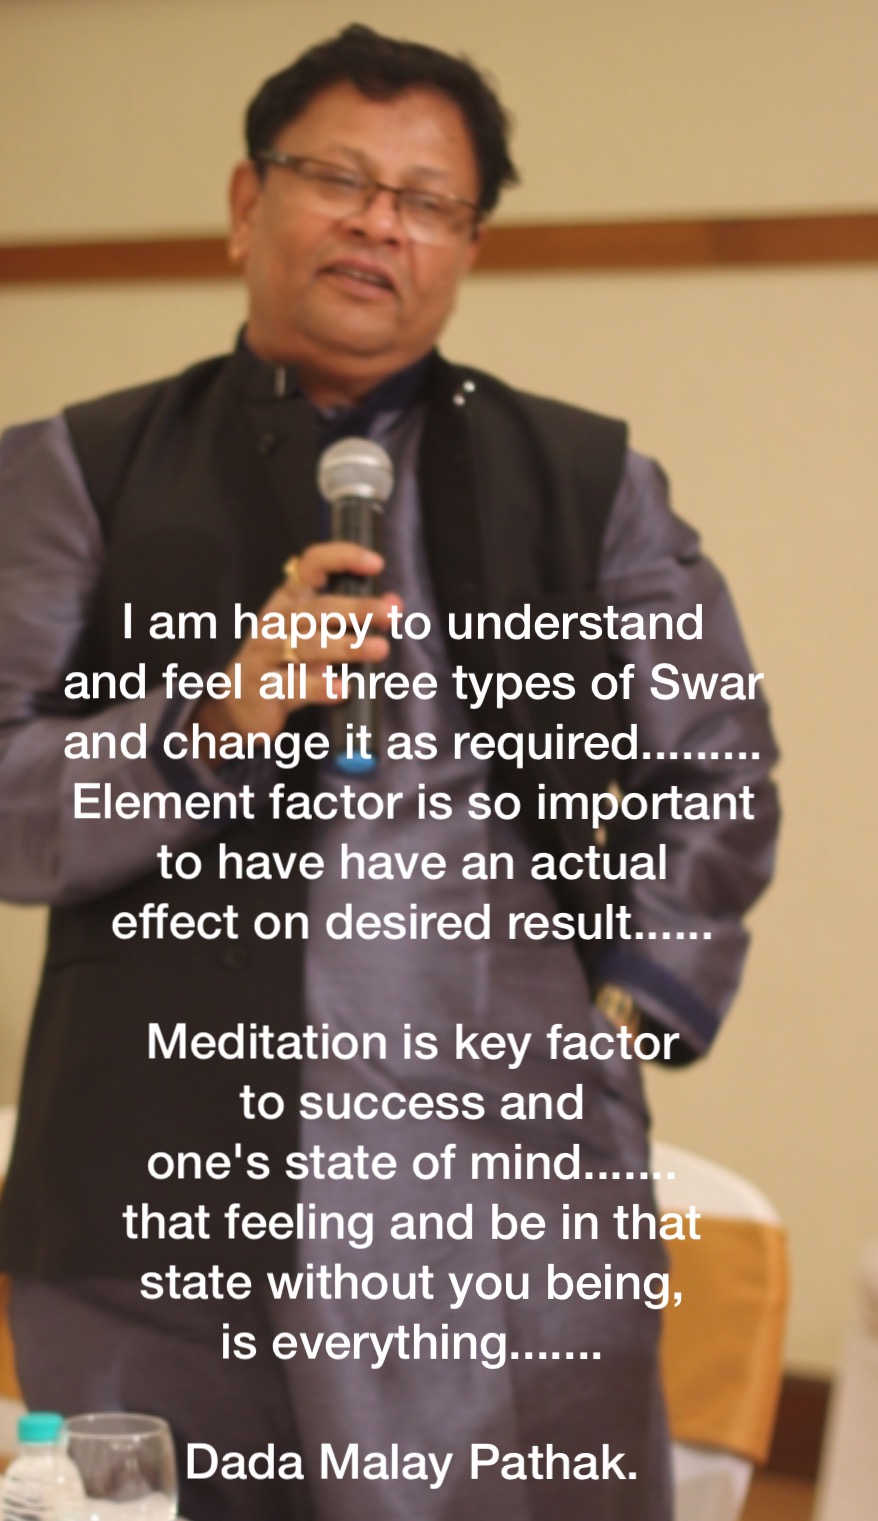 I am happy to understand
and feel all three types of Swar
and change it as required.........
Element factor is so important
to have have an actual
effect on desired result......
Meditation is key factor
to success and
one's state of mind.......
that feeling and be in that
state without you being,
is everything.......
Dada Malay Pathak.